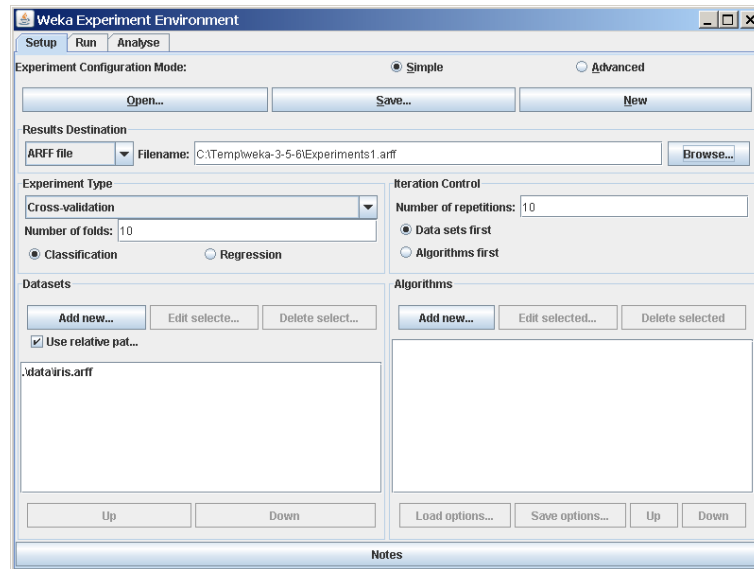 Weka Experiment Environment
Setup Run Analyse
Experiment Configuration Mode: Simple Advanced
Open... Save... New
Results Destination
ARFF file Filename: C:\Temp\weka-3-5-6\Experiments1.arff Browse...
Experiment Type Iteration Control
Cross-validation Number of repetitions: 10
Number of folds: 10 Data sets first
Classification Regression Algorithms first
Datasets Algorithms
Add new... Edit selecte... Delete select... Add new... Edit selected... Delete selected
Use relative pat...
.\data\iris.arff
Up Down Load options... Save options... Up Down
Notes